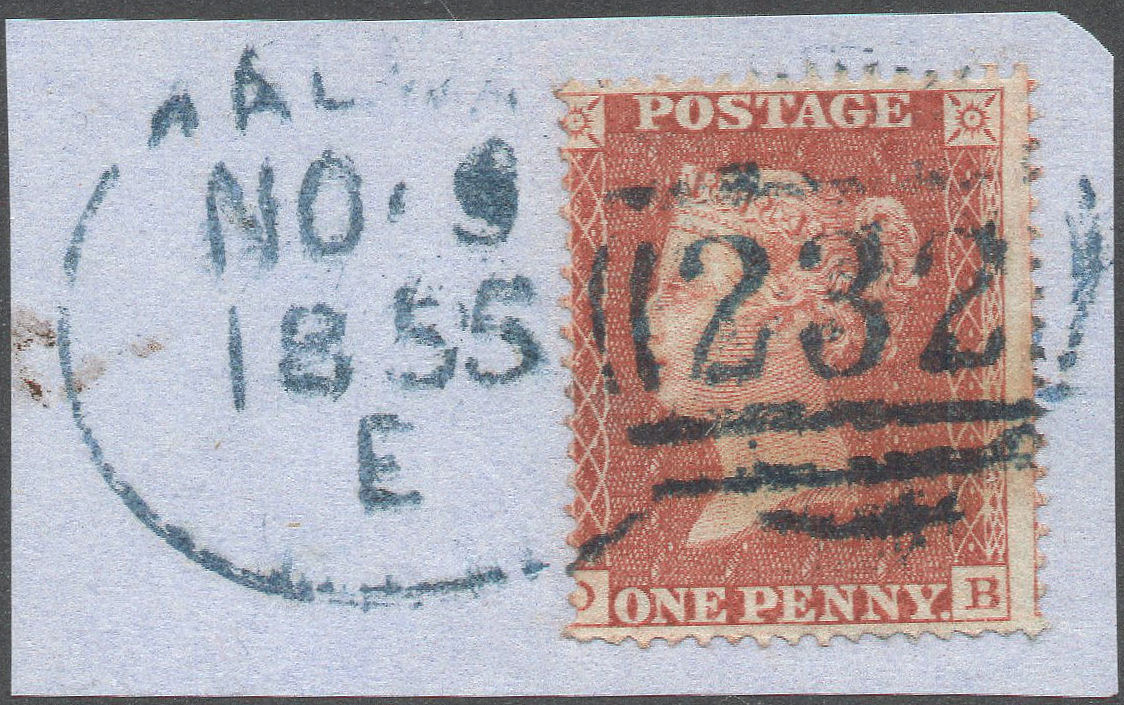 NO. 9
1855
E
POSTAGE
232
ONE PENNY.
B